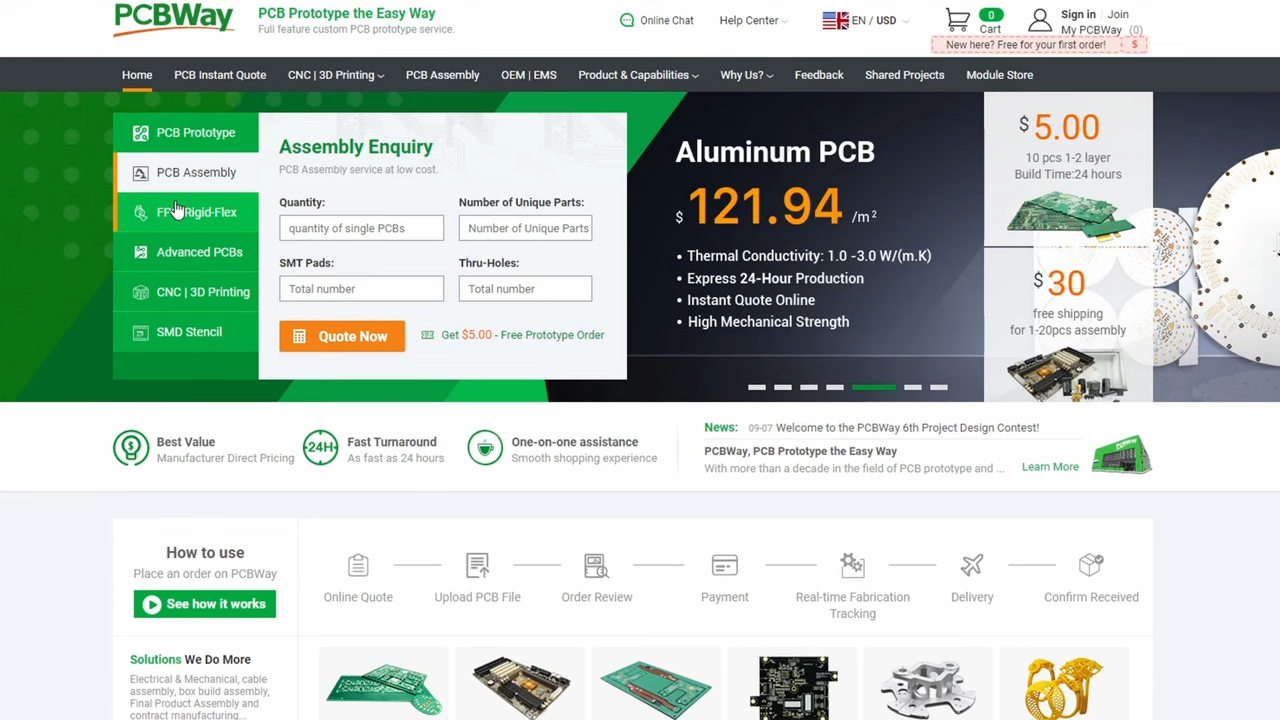 PCBWay
PCB Prototype the Easy Way
Full feature custom PCB prototype service.
Online Chat
Help Center
EN / USD
0
Cart
Sign in | Join
My PCBWay (0)
New here? Free for your first order! $
Home
PCB Instant Quote
CNC | 3D Printing
PCB Assembly
OEM | EMS
Product & Capabilities
Why Us?
Feedback
Shared Projects
Module Store
PCB Prototype
PCB Assembly
Rigid-Flex
Advanced PCBs
CNC | 3D Printing
SMD Stencil
Assembly Enquiry
PCB Assembly service at low cost.
Quantity:
Number of Unique Parts:
quantity of single PCBs
Number of Unique Parts
SMT Pads:
Thru-Holes:
Total number
Total number
Quote Now
Get $5.00 - Free Prototype Order
Aluminum PCB
$ 121.94 /m²
• Thermal Conductivity: 1.0 -3.0 W/(m.K)
• Express 24-Hour Production
• Instant Quote Online
• High Mechanical Strength
$ 5.00
10 pcs 1-2 layer
Build Time:24 hours
$ 30
free shipping
for 1-20pcs assembly
Best Value
Manufacturer Direct Pricing
24H
Fast Turnaround
As fast as 24 hours
One-on-one assistance
Smooth shopping experience
News: 09-07 Welcome to the PCBWay 6th Project Design Contest!
PCBWay, PCB Prototype the Easy Way
With more than a decade in the field of PCB prototype and ...
Learn More
How to use
Place an order on PCBWay
See how it works
Online Quote
Upload PCB File
Order Review
Payment
Real-time Fabrication
Tracking
Delivery
Confirm Received
Solutions We Do More
Electrical & Mechanical, cable
assembly, box build assembly,
Final Product Assembly and
contract manufacturing...